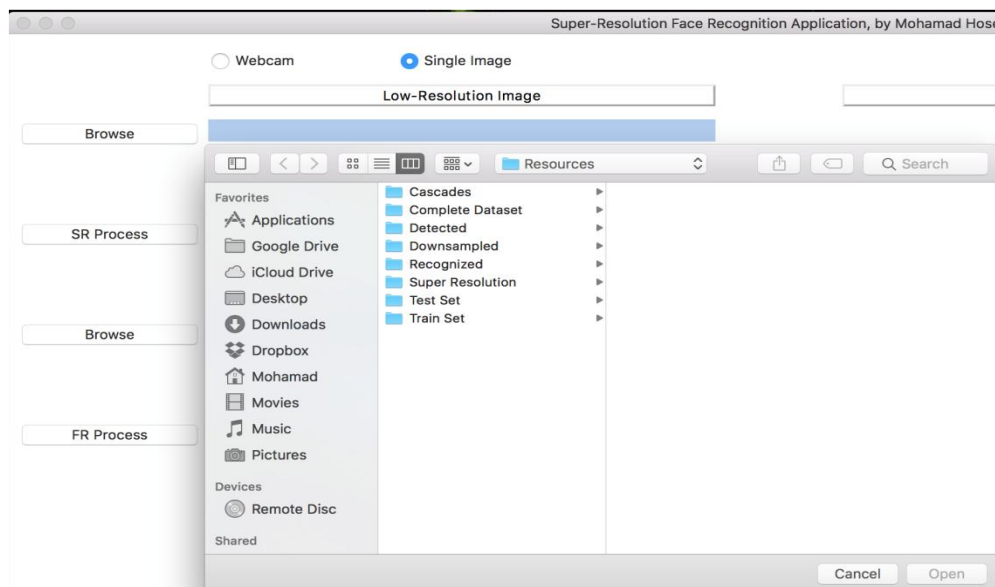 Super-Resolution Face Recognition Application, by Mohamad Hose
Webcam
Single Image
Low-Resolution Image
Browse
Resources
Search
SR Process
Browse
FR Process
Favorites
Applications
Google Drive
iCloud Drive
Desktop
Downloads
Dropbox
Mohamad
Movies
Music
Pictures
Devices
Remote Disc
Shared
Cascades
Complete Dataset
Detected
Downsampled
Recognized
Super Resolution
Test Set
Train Set
Cancel
Open